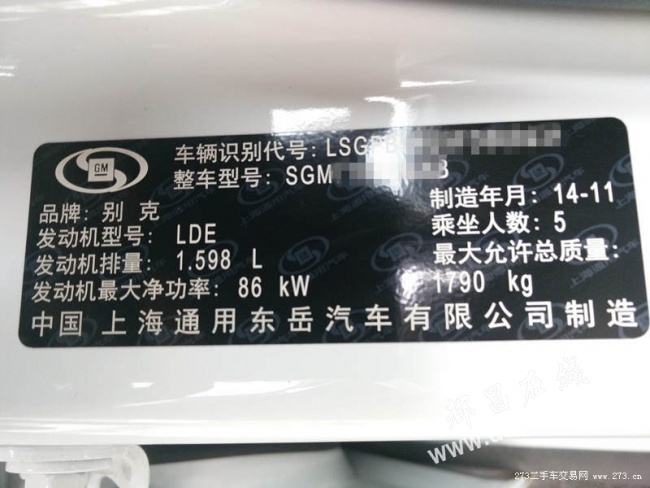 GM
车辆识别代号: LSG
整车型号: SGM B
品牌: 别克
制造年月: 14-11
发动机型号: LDE
乘坐人数: 5
发动机排量: 1.598 L
最大允许总质量:
发动机最大净功率: 86 kW
1790 kg
中国 上海通用东岳汽车有限公司制造
273二手车交易网 www.273.cn